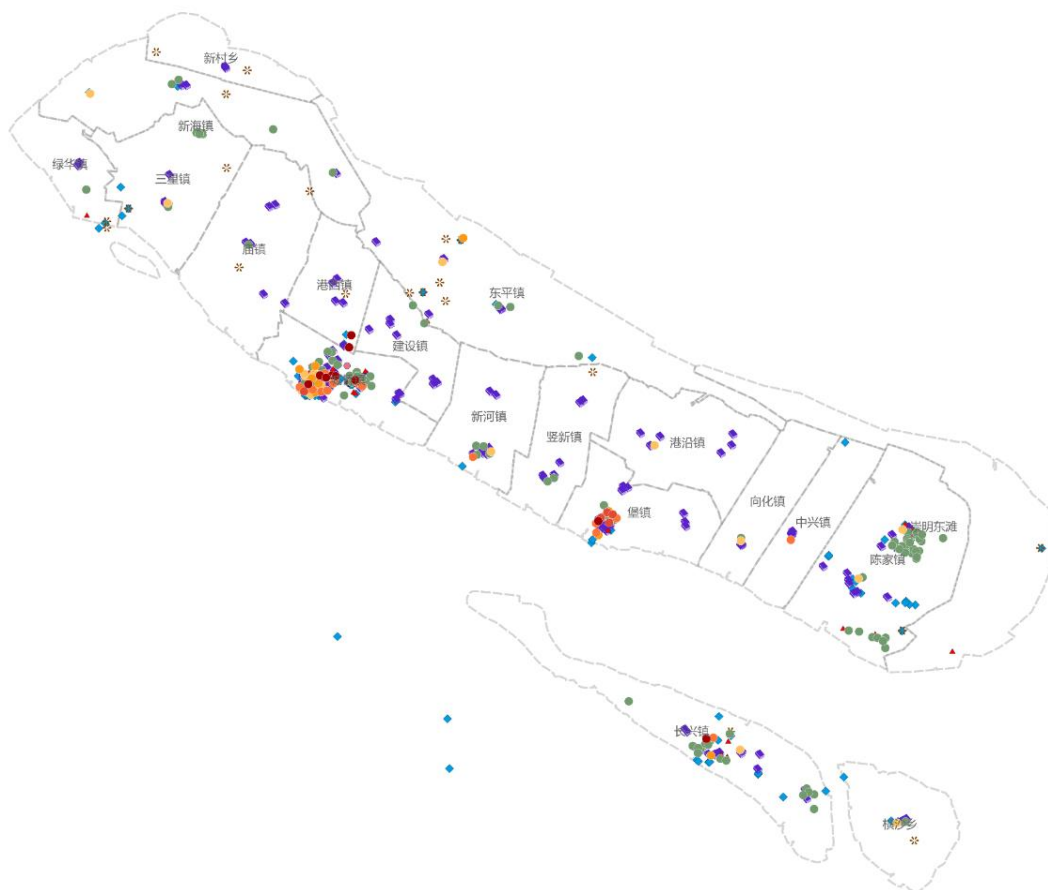 新村乡
新海镇
绿华镇
三星镇
庙镇
港西镇
东平镇
建设镇
新河镇
竖新镇
港沿镇
堡镇
向化镇
中兴镇
崇明东滩
陈家镇
长兴镇
横沙乡